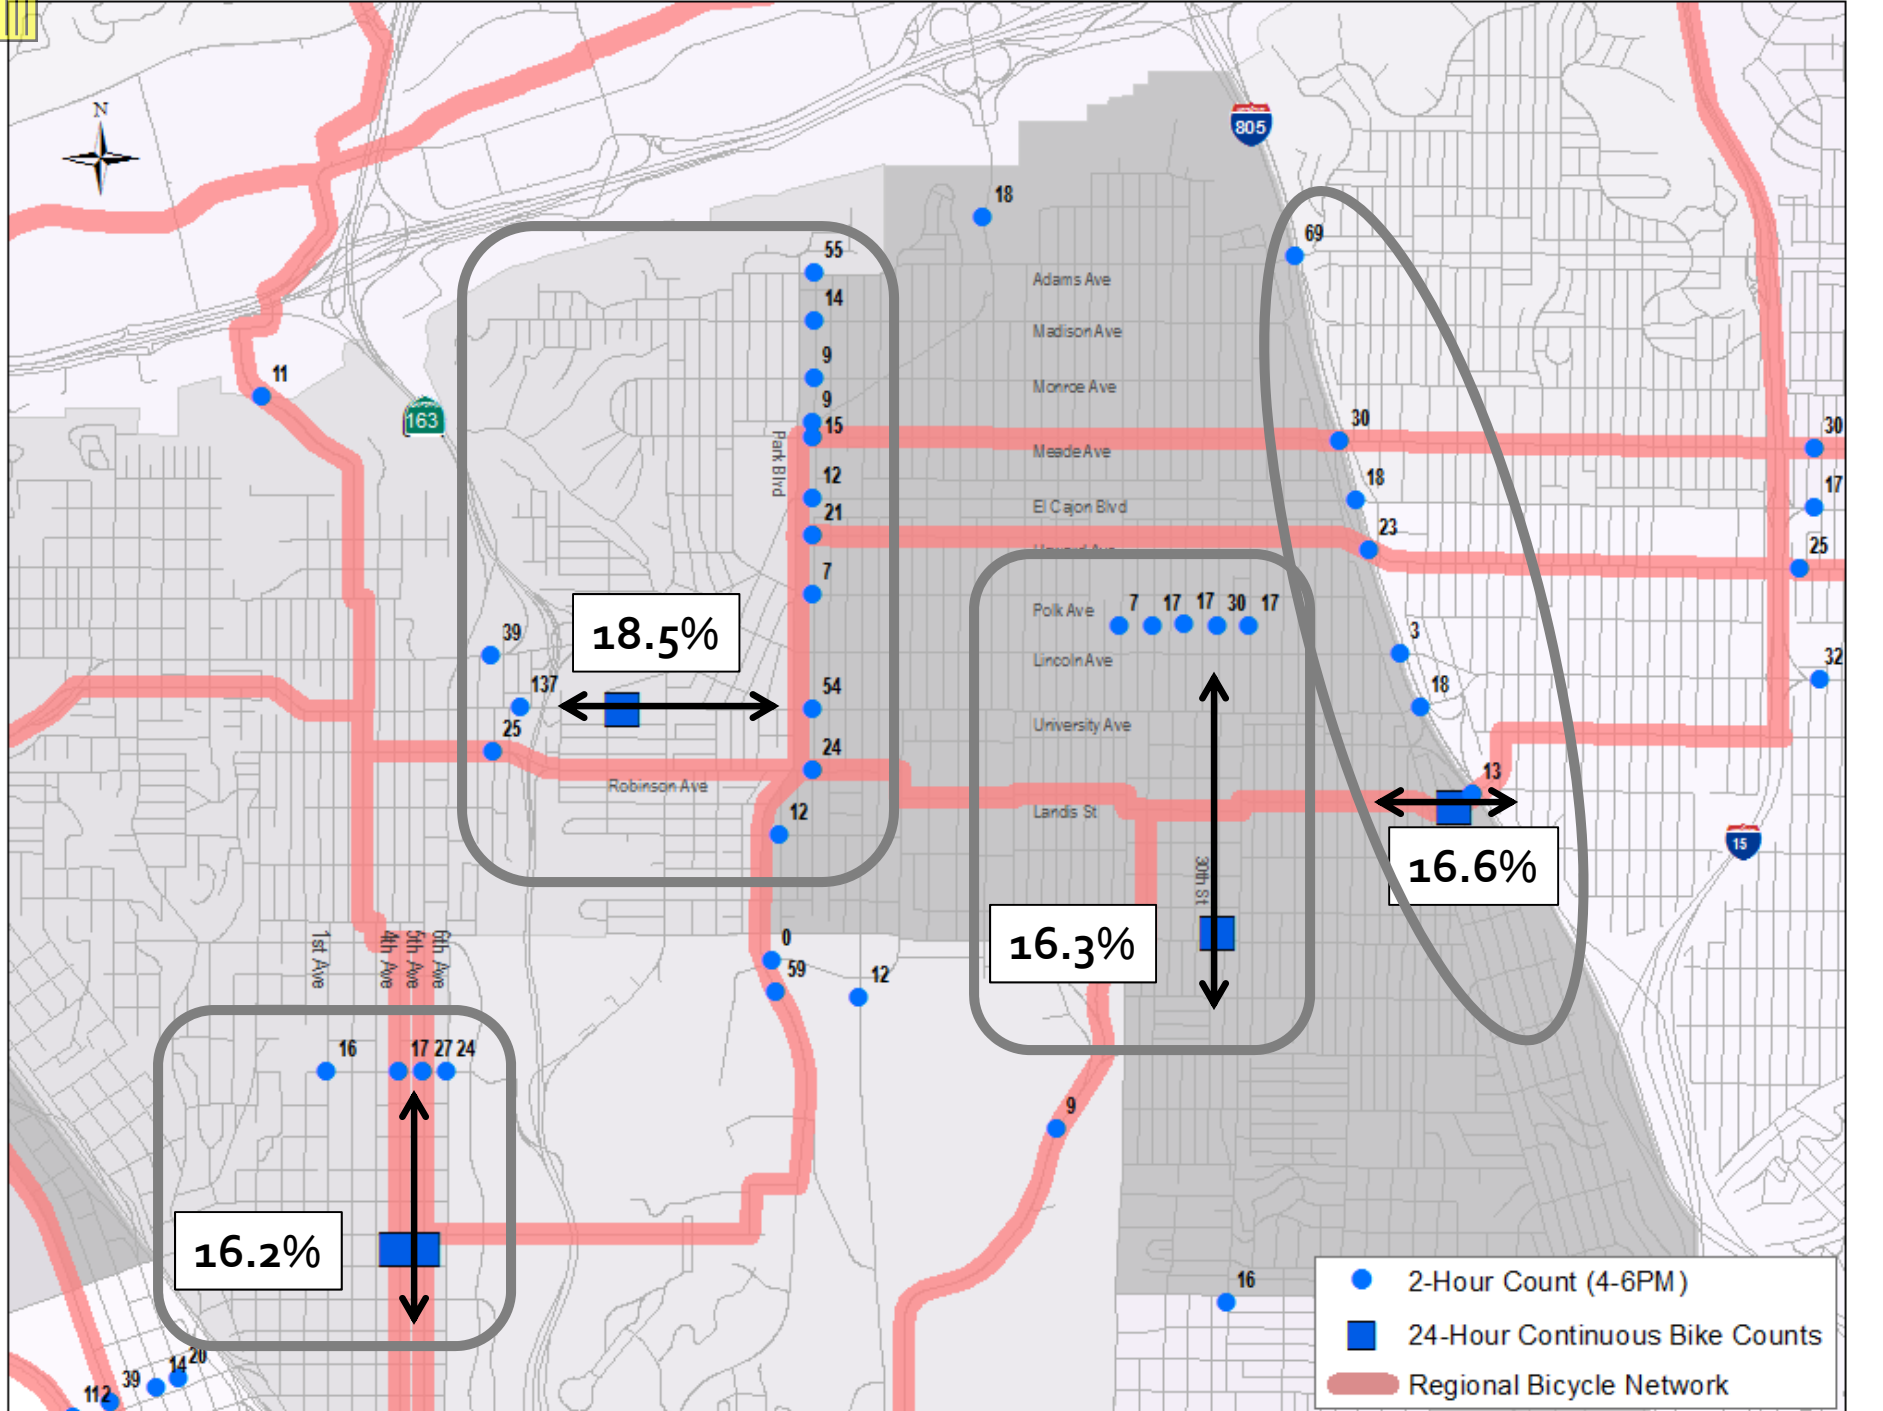 N
805
18
69
55
Adams Ave
14
Madison Ave
9
Monroe Ave
11
9
163
15
30
30
Park Blvd
Meade Ave
12
18
17
21
El Cajon Blvd
23
Howard Ave
25
7
Polk Ave
7
17
17
30
17
39
18.5%
3
Lincoln Ave
32
137
54
18
25
University Ave
24
13
Robinson Ave
12
Landis St
15
16.6%
30th St
16.3%
1st Ave
4th Ave
5th Ave
6th Ave
0
59
12
16
17
27
24
9
16.2%
16
2-Hour Count (4-6PM)
24-Hour Continuous Bike Counts
Regional Bicycle Network
20
14
39
112